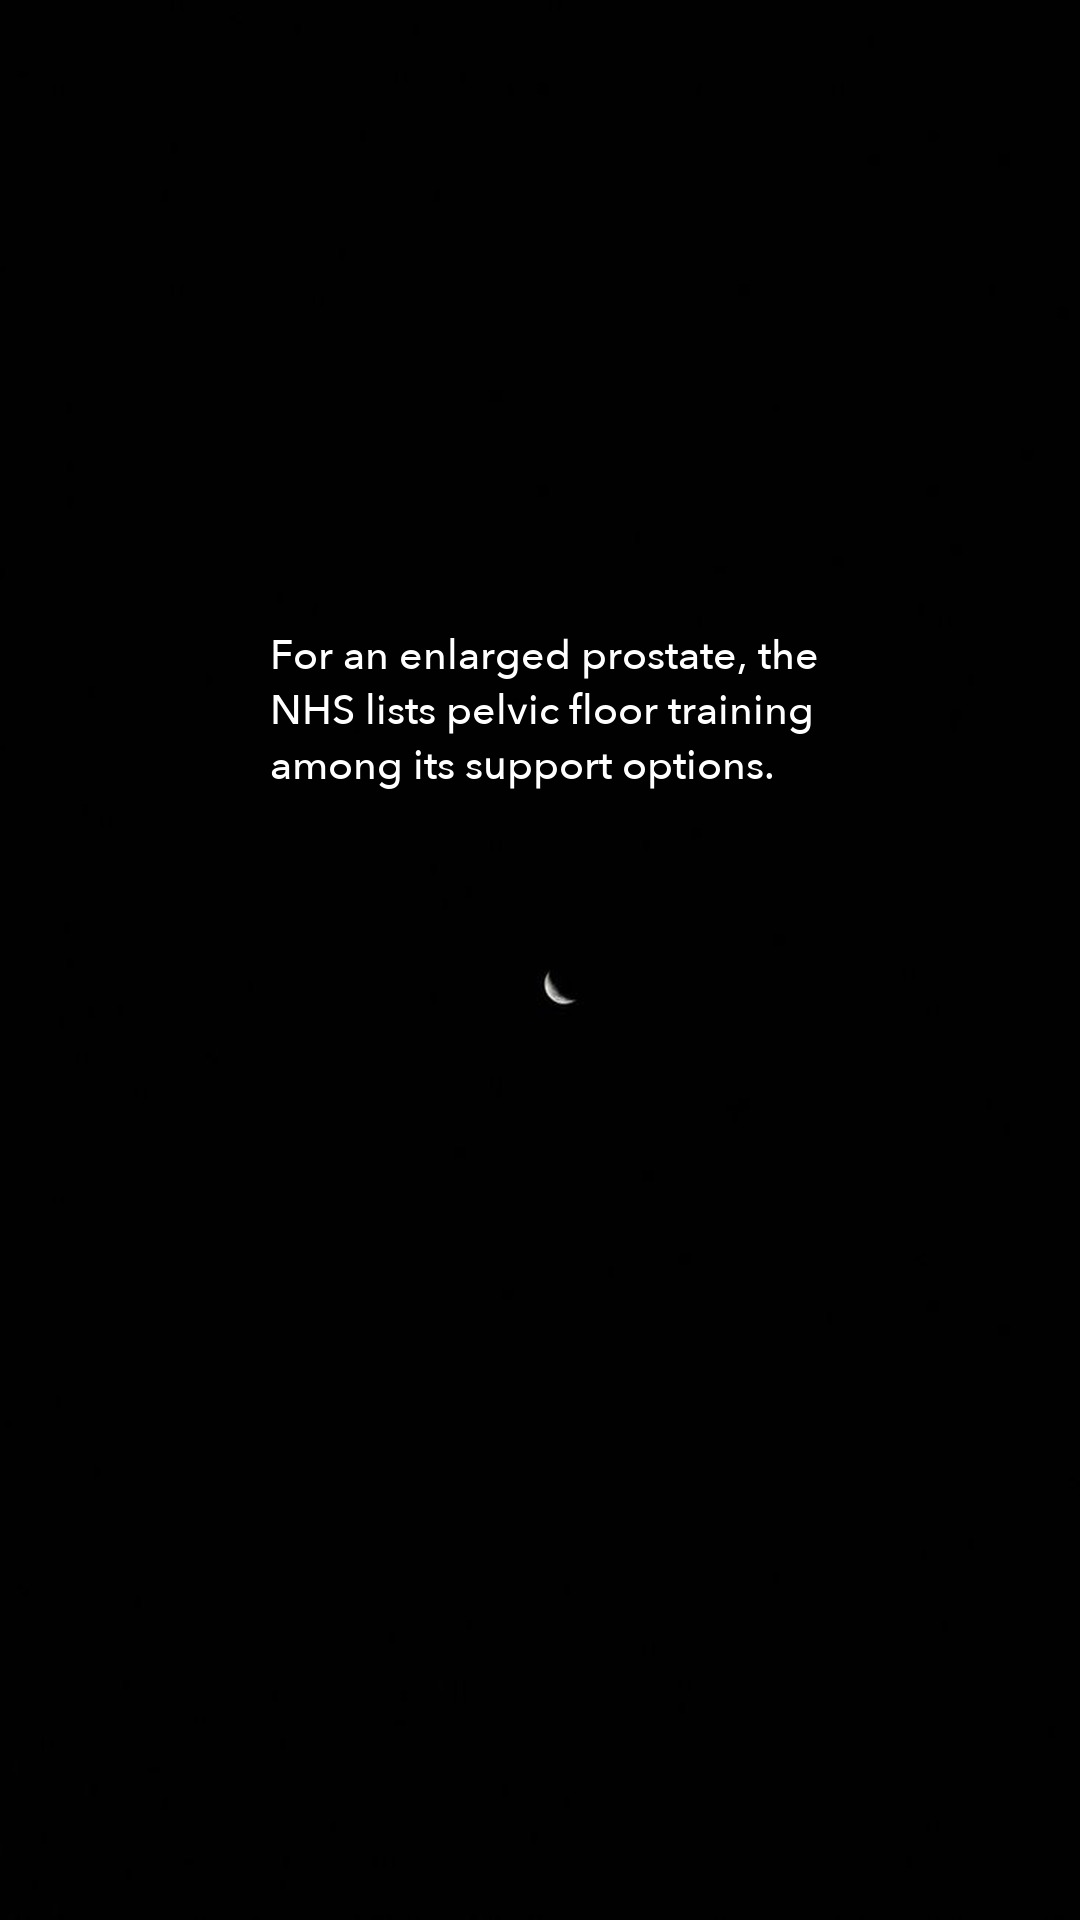 For an enlarged prostate, the
NHS lists pelvic floor training
among its support options.